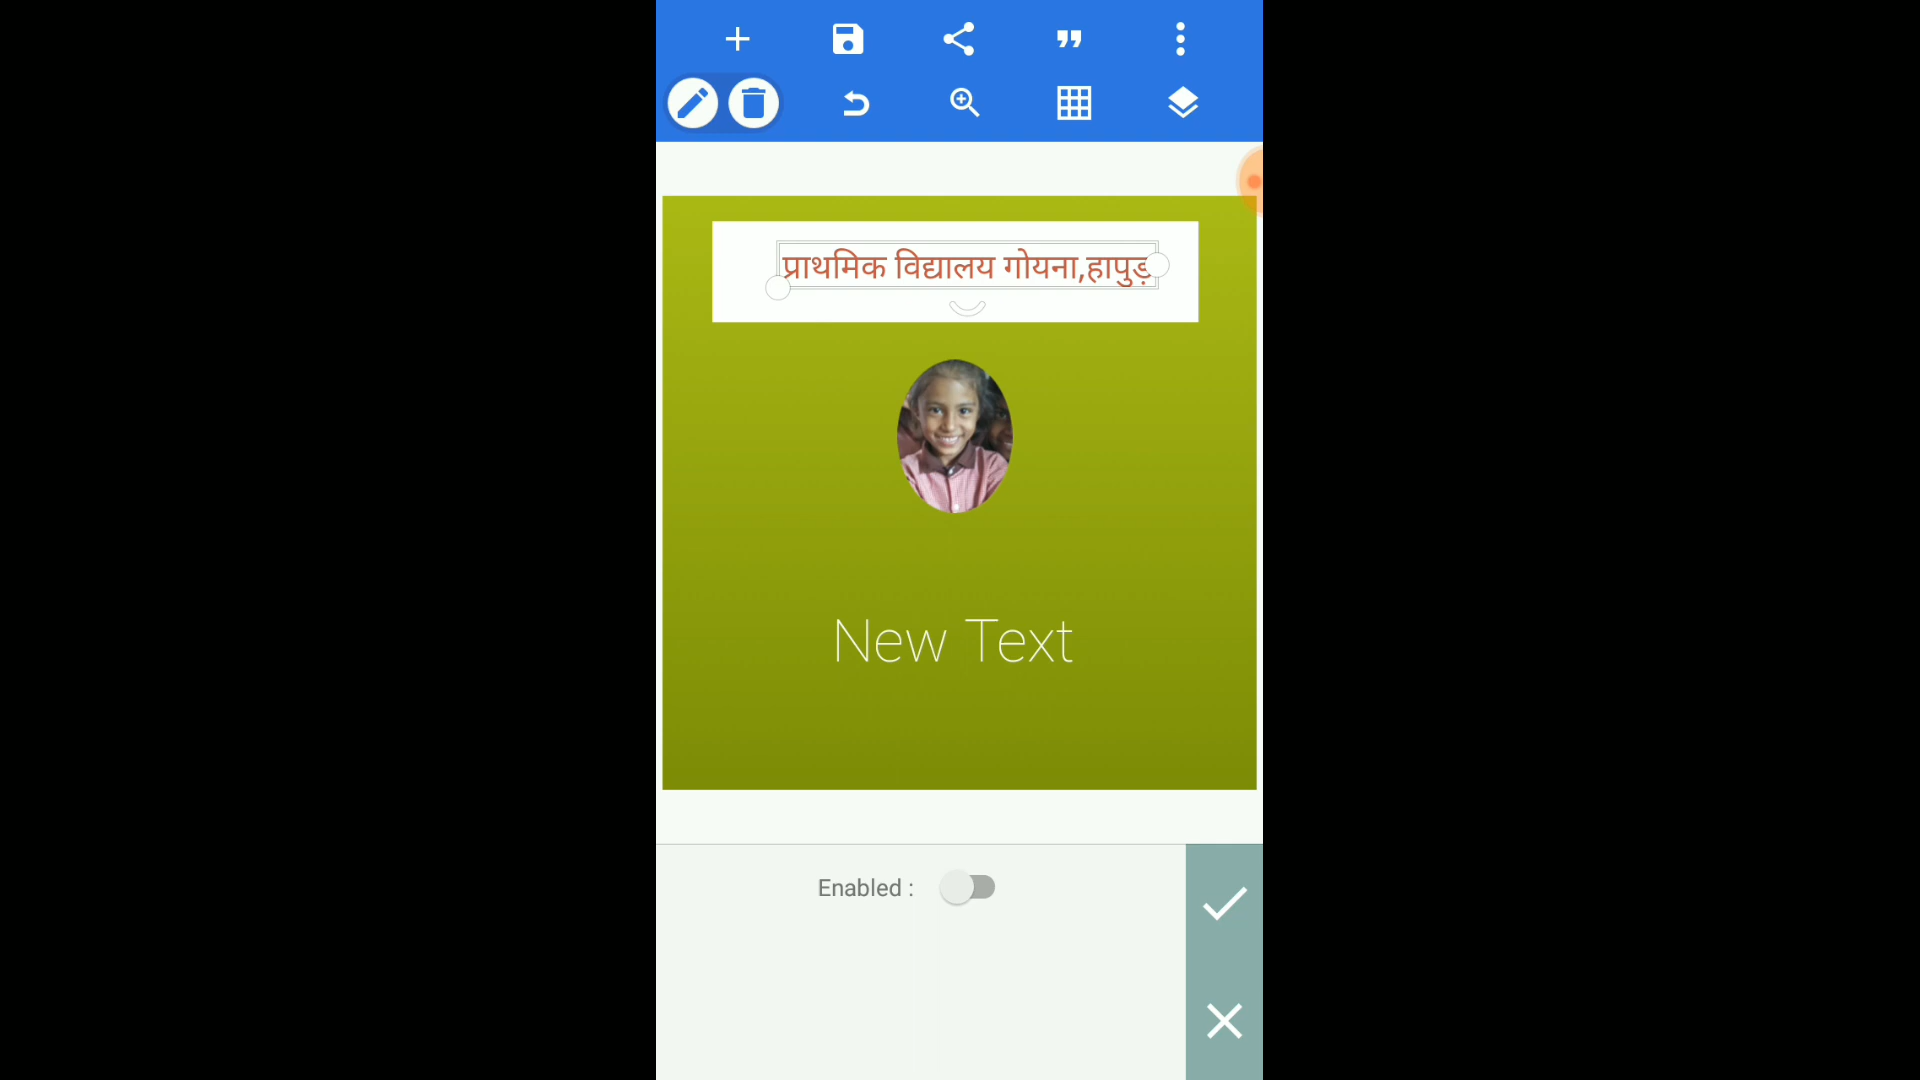 प्राथमिक विद्यालय गोयना,हापुड़
New Text
Enabled :